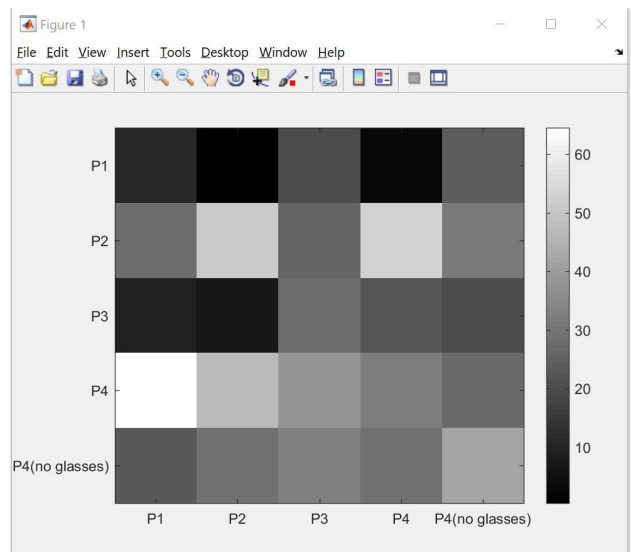 Figure 1
File Edit View Insert Tools Desktop Window Help
P1
P2
P3
P4
P4(no glasses)
P1 P2 P3 P4 P4(no glasses)
60
50
40
30
20
10